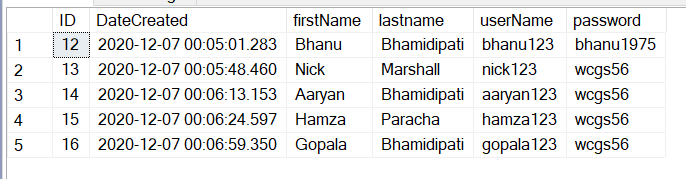 ID DateCreated firstName lastname userName password
1 12 2020-12-07 00:05:01.283 Bhanu Bhamidipati bhanu123 bhanu1975
2 13 2020-12-07 00:05:48.460 Nick Marshall nick123 wcgs56
3 14 2020-12-07 00:06:13.153 Aaryan Bhamidipati aaryan123 wcgs56
4 15 2020-12-07 00:06:24.597 Hamza Paracha hamza123 wcgs56
5 16 2020-12-07 00:06:59.350 Gopala Bhamidipati gopala123 wcgs56